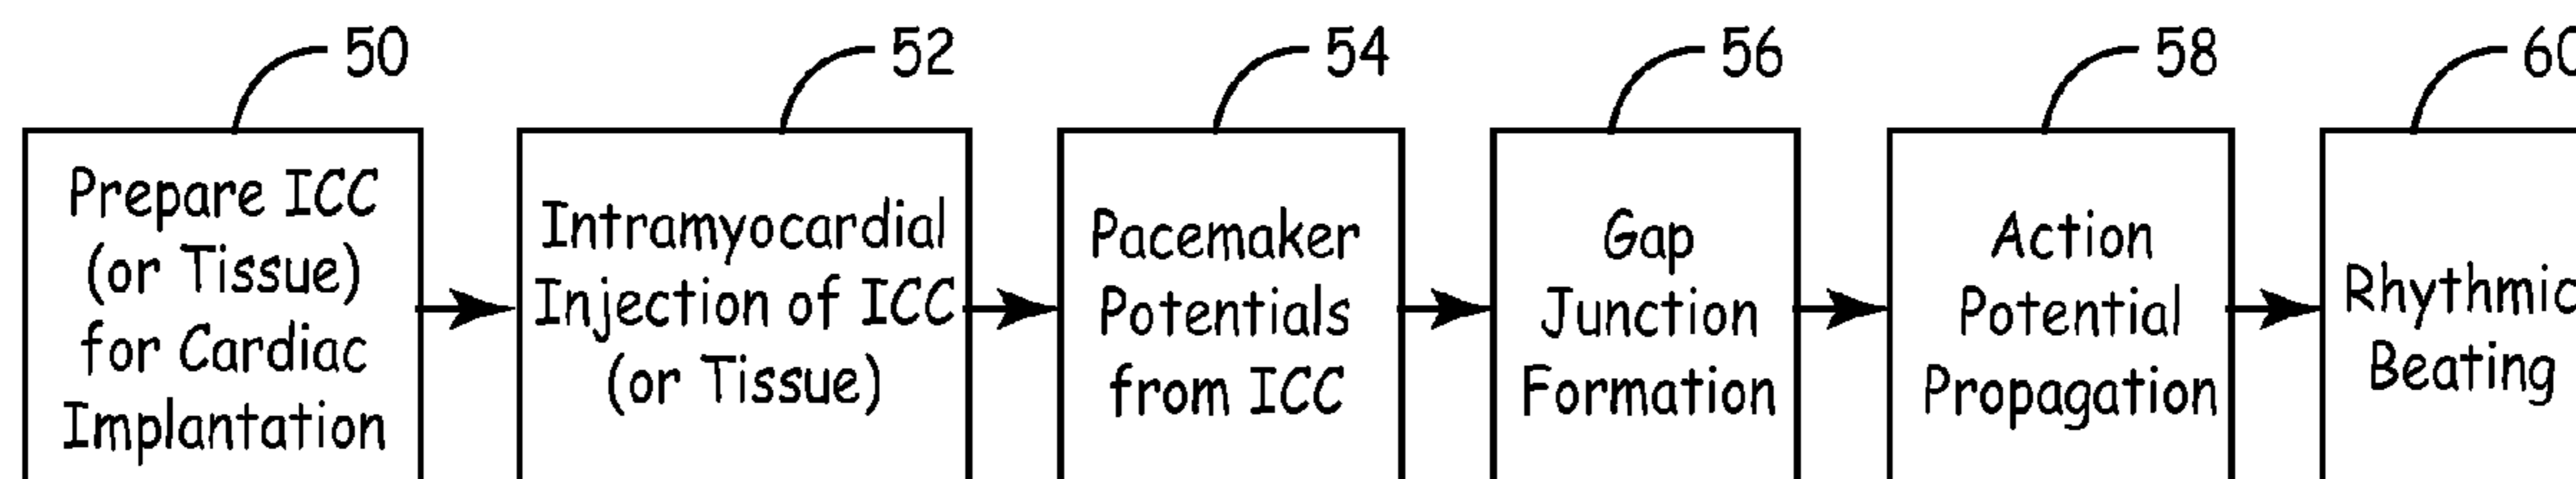 50 52 54 56 58 60
Prepare ICC
(or Tissue)
for Cardiac
Implantation
Intramyocardial
Injection of ICC
(or Tissue)
Pacemaker
Potentials
from ICC
Gap
Junction
Formation
Action
Potential
Propagation
Rhythmic
Beating